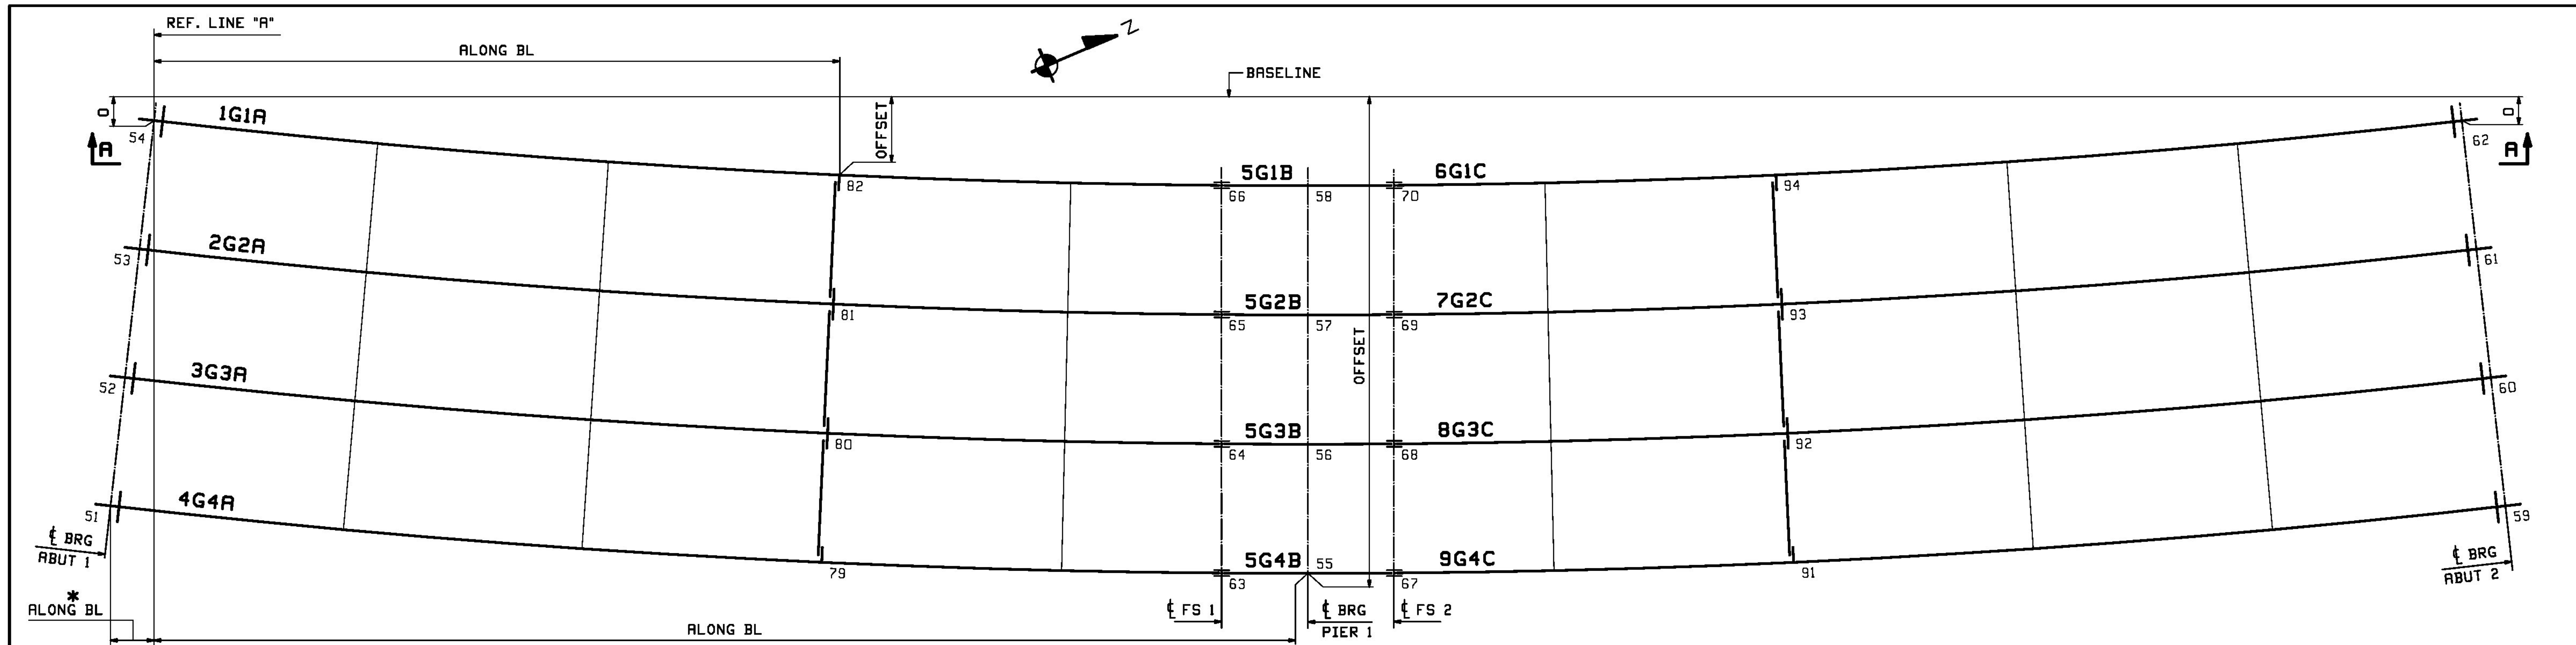 REF. LINE "A"
ALONG BL
N
BASELINE
O
OFFSET
O
1G1A
54
A
82
5G1B
66
58
6G1C
70
94
62
A
2G2A
53
81
5G2B
65
57
7G2C
69
93
61
OFFSET
3G3A
52
80
5G3B
64
56
8G3C
68
92
60
4G4A
51
79
5G4B
63
55
9G4C
67
91
59
℄ BRG
ABUT 1
℄ BRG
ABUT 2
*
ALONG BL
ALONG BL
℄ FS 1
℄ BRG
PIER 1
℄ FS 2